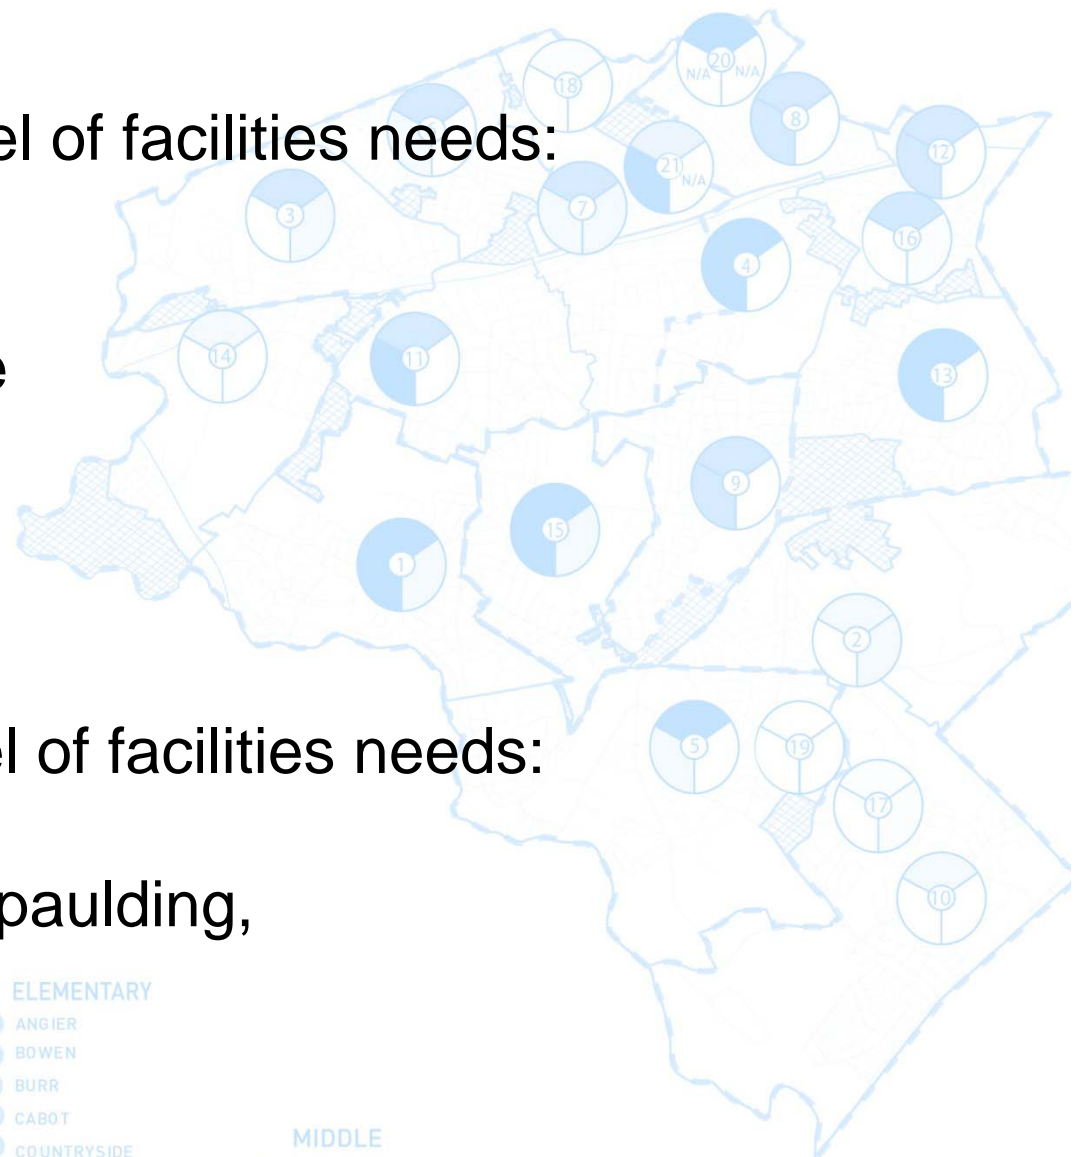 18
20
N/A N/A
8
el of facilities needs:
12
21
N/A
3
7
16
4
14
11
e
13
9
15
1
2
5
19
el of facilities needs:
17
paulding,
10
ELEMENTARY
ANGIER
BOWEN
BURR
CABOT
COUNTRYSIDE
MIDDLE